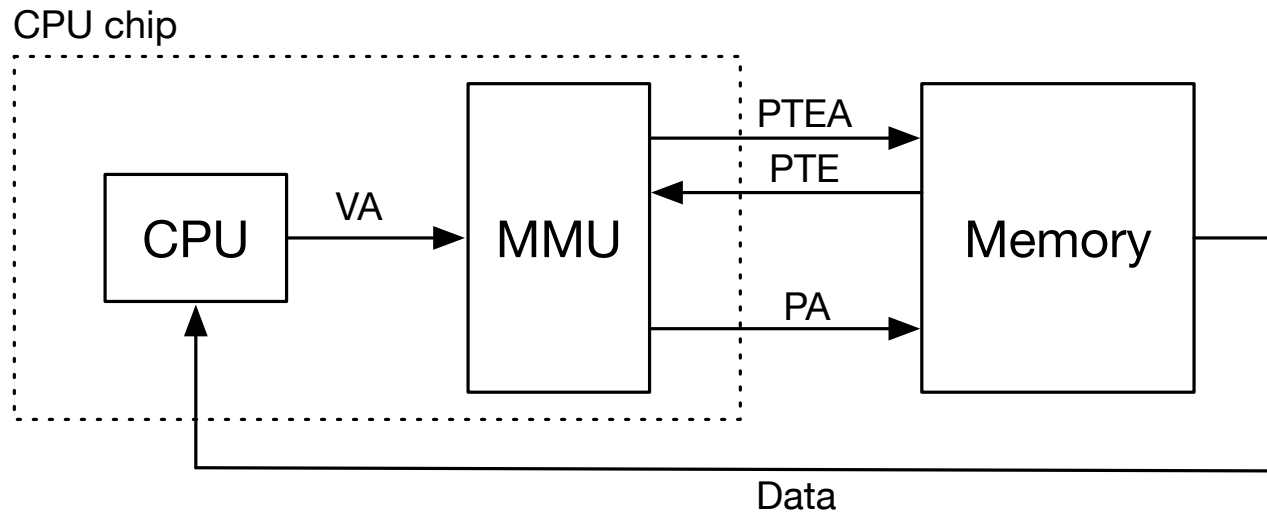 CPU chip
PTEA
PTE
VA
CPU
MMU
Memory
PA
Data